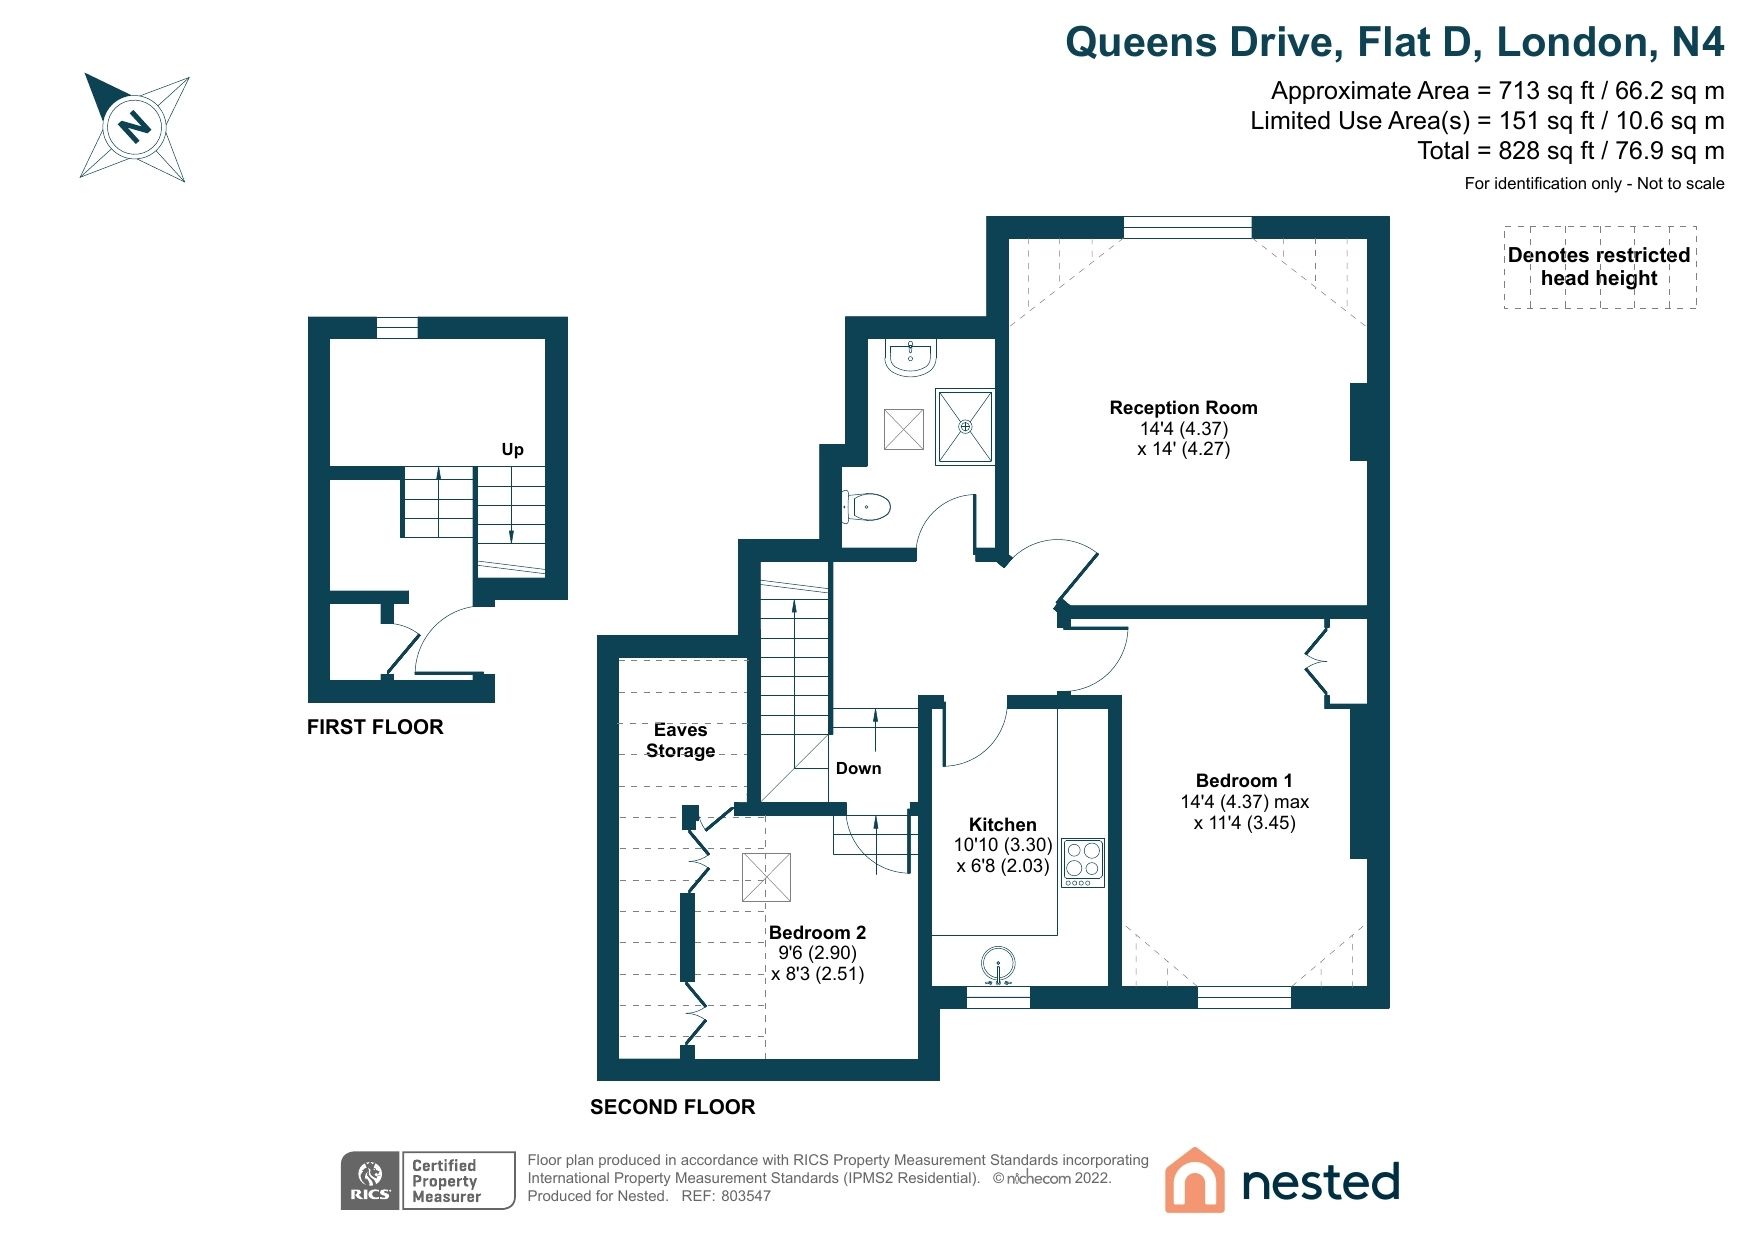 Queens Drive, Flat D, London, N4
Approximate Area = 713 sq ft / 66.2 sq m
Limited Use Area(s) = 151 sq ft / 10.6 sq m
Total = 828 sq ft / 76.9 sq m
For identification only - Not to scale
Denotes restricted
head height
N
Up
FIRST FLOOR
Reception Room
14'4 (4.37)
x 14' (4.27)
Eaves
Storage
Down
Kitchen
10'10 (3.30)
x 6'8 (2.03)
Bedroom 1
14'4 (4.37) max
x 11'4 (3.45)
Bedroom 2
9'6 (2.90)
x 8'3 (2.51)
SECOND FLOOR
RICS
Certified
Property
Measurer
Floor plan produced in accordance with RICS Property Measurement Standards incorporating
International Property Measurement Standards (IPMS2 Residential). © nichecom 2022.
Produced for Nested. REF: 803547
nested